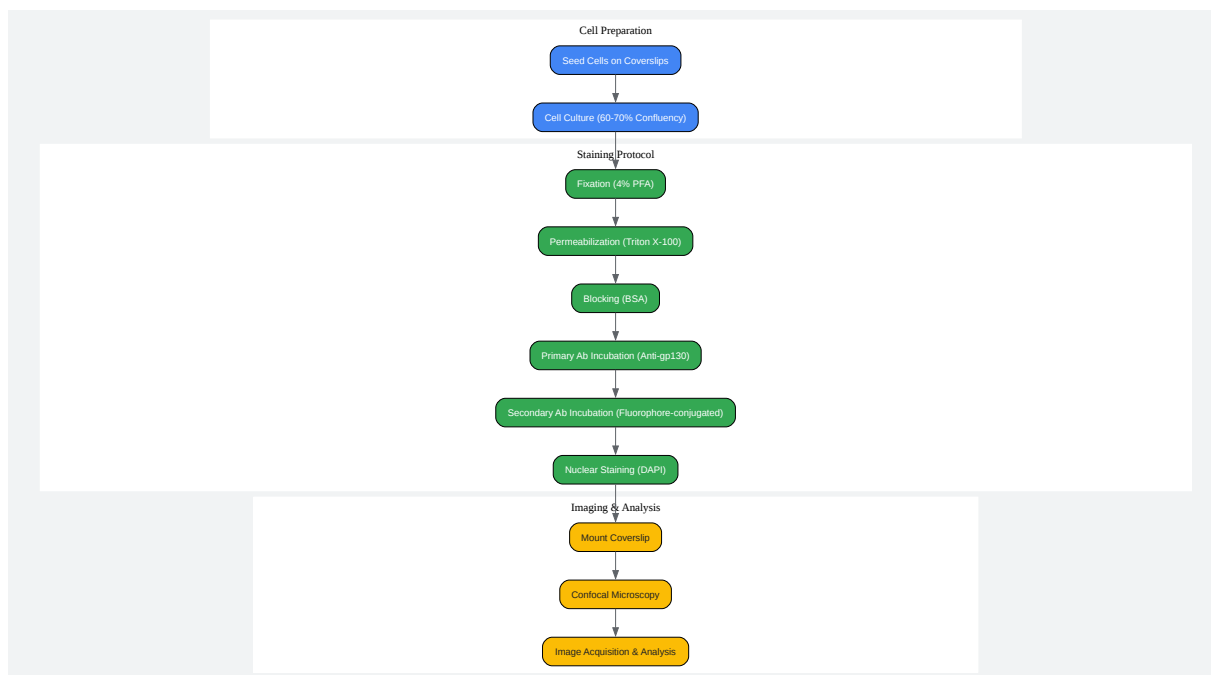 Cell Preparation
Seed Cells on Coverslips
Cell Culture (60-70% Confluency)
Staining Protocol
Fixation (4% PFA)
Permeabilization (Triton X-100)
Blocking (BSA)
Primary Ab Incubation (Anti-gp130)
Secondary Ab Incubation (Fluorophore-conjugated)
Nuclear Staining (DAPI)
Imaging & Analysis
Mount Coverslip
Confocal Microscopy
Image Acquisition & Analysis